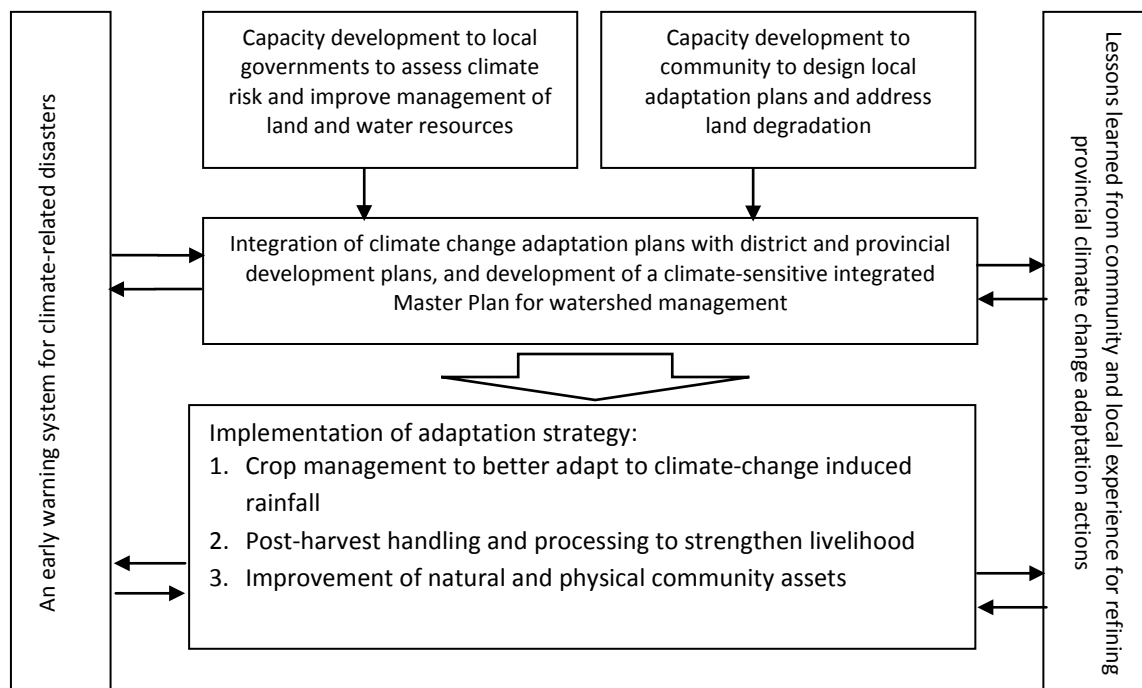 An early warning system for climate-related disasters
Capacity development to local
governments to assess climate
risk and improve management of
land and water resources
Capacity development to
community to design local
adaptation plans and address
land degradation
Integration of climate change adaptation plans with district and provincial
development plans, and development of a climate-sensitive integrated
Master Plan for watershed management
Implementation of adaptation strategy:
1. Crop management to better adapt to climate-change induced
rainfall
2. Post-harvest handling and processing to strengthen livelihood
3. Improvement of natural and physical community assets
Lessons learned from community and local experience for refining
provincial climate change adaptation actions